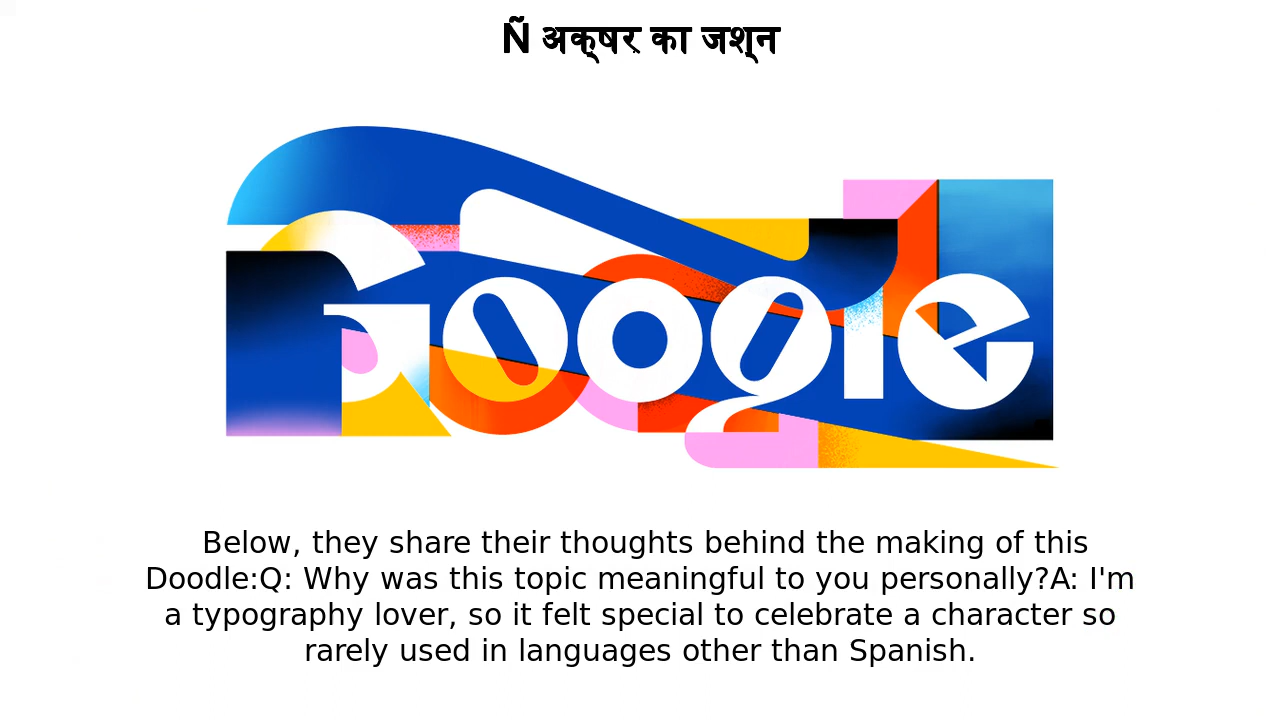 Ñ अक्षर का जश्न
Google
Below, they share their thoughts behind the making of this
Doodle:Q: Why was this topic meaningful to you personally?A: I'm
a typography lover, so it felt special to celebrate a character so
rarely used in languages other than Spanish.